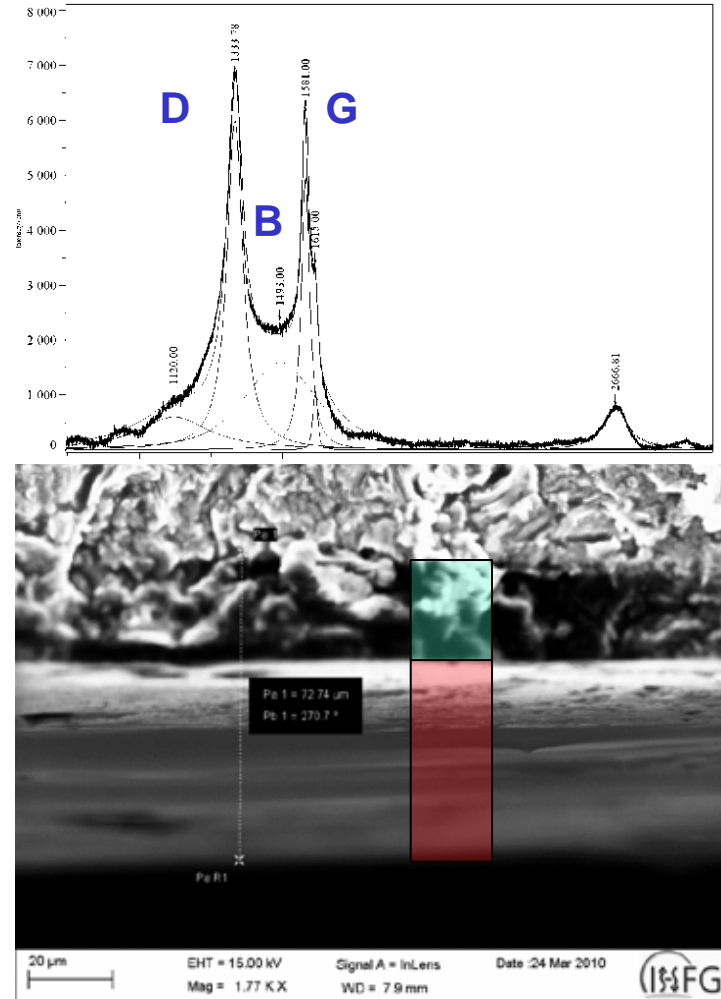 8 000
7 000
6 000
5 000
4 000
3 000
2 000
1 000
0
1333.78
1581.00
1615.00
1493.00
1120.00
2666.81
D
B
G
Pa 1 = 72.74 µm
Pb 1 = 270.7 °
Pa R1
20 µm
EHT = 15.00 kV
Signal A = InLens
Date :24 Mar 2010
Mag = 1.77 K X
WD = 7.9 mm